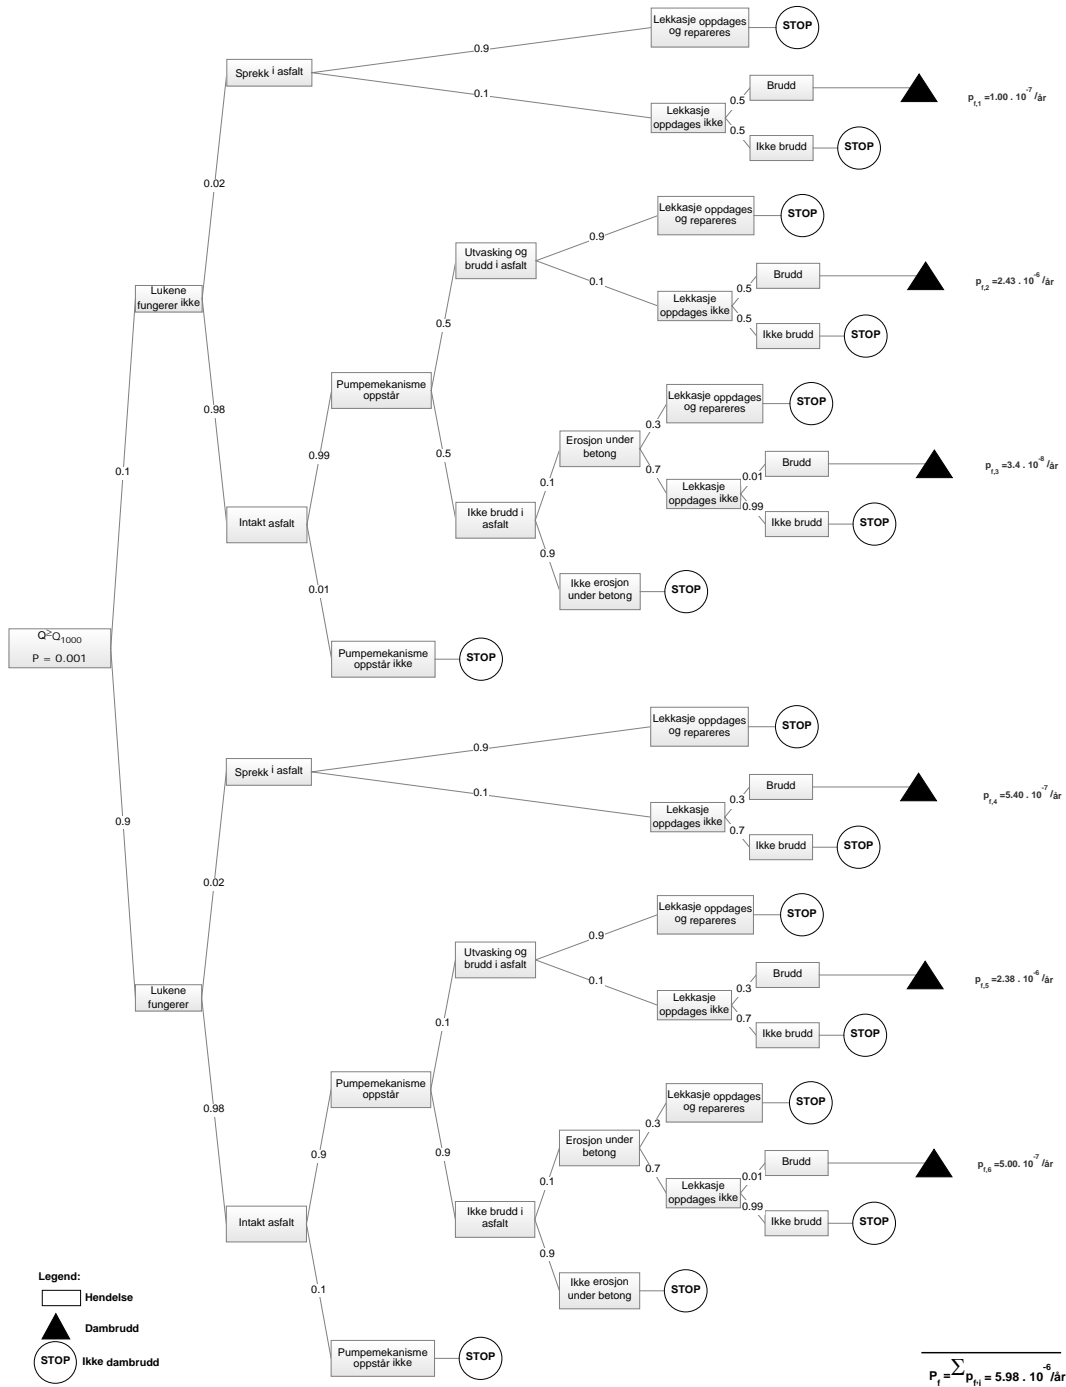 Lekkasje oppdages
og repareres
STOP
0.9
Sprekk i asfalt
Brudd
0.1
0.5
p f,1 =1.00 . 10 -7 /år
Lekkasje
oppdages ikke
0.5
Ikke brudd
STOP
0.02
Lekkasje oppdages
og repareres
STOP
0.9
Utvasking og
brudd i asfalt
Brudd
0.1
0.5
p f,2 =2.43 . 10 -6 /år
Lukene
fungerer ikke
Lekkasje
oppdages ikke
0.5
0.5
Ikke brudd
STOP
Pumpemekanisme
oppstår
Lekkasje oppdages
og repareres
STOP
0.98
0.3
Erosjon under
betong
0.99
0.5
0.1
0.7
0.01
Brudd
p f,3 =3.4 . 10 -8 /år
0.1
Lekkasje
oppdages ikke
0.99
Ikke brudd
STOP
Intakt asfalt
Ikke brudd i
asfalt
0.9
0.01
Ikke erosjon
under betong
STOP
Q≥Q1000
P = 0.001
Pumpemekanisme
oppstår ikke
STOP
Lekkasje oppdages
og repareres
STOP
0.9
Sprekk i asfalt
Brudd
0.1
0.3
p f,4 =5.40 . 10 -7 /år
0.9
Lekkasje
oppdages ikke
0.7
Ikke brudd
STOP
0.02
Lekkasje oppdages
og repareres
STOP
0.9
Utvasking og
brudd i asfalt
Brudd
0.1
0.3
p f,5 =2.38 . 10 -6 /år
Lukene
fungerer
Lekkasje
oppdages ikke
0.1
0.7
Ikke brudd
STOP
Pumpemekanisme
oppstår
Lekkasje oppdages
og repareres
STOP
0.98
0.3
Erosjon under
betong
0.9
0.9
0.1
0.7
0.01
Brudd
p f,6 =5.00. 10 -7 /år
Lekkasje
oppdages ikke
0.99
Ikke brudd
STOP
Intakt asfalt
Ikke brudd i
asfalt
0.9
0.1
Ikke erosjon
under betong
STOP
Pumpemekanisme
oppstår ikke
STOP
Legend:
Hendelse
Dambrudd
STOP
Ikke dambrudd
P f = ∑ p f,i = 5.98 . 10 -6 /år